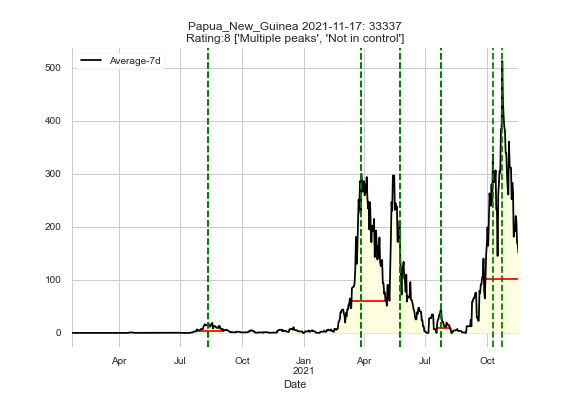 Papua_New_Guinea 2021-11-17: 33337
Rating:8 ['Multiple peaks', 'Not in control']
Average-7d
500
400
300
200
100
0
Apr Jul Oct Jan Apr Jul Oct
2021
Date